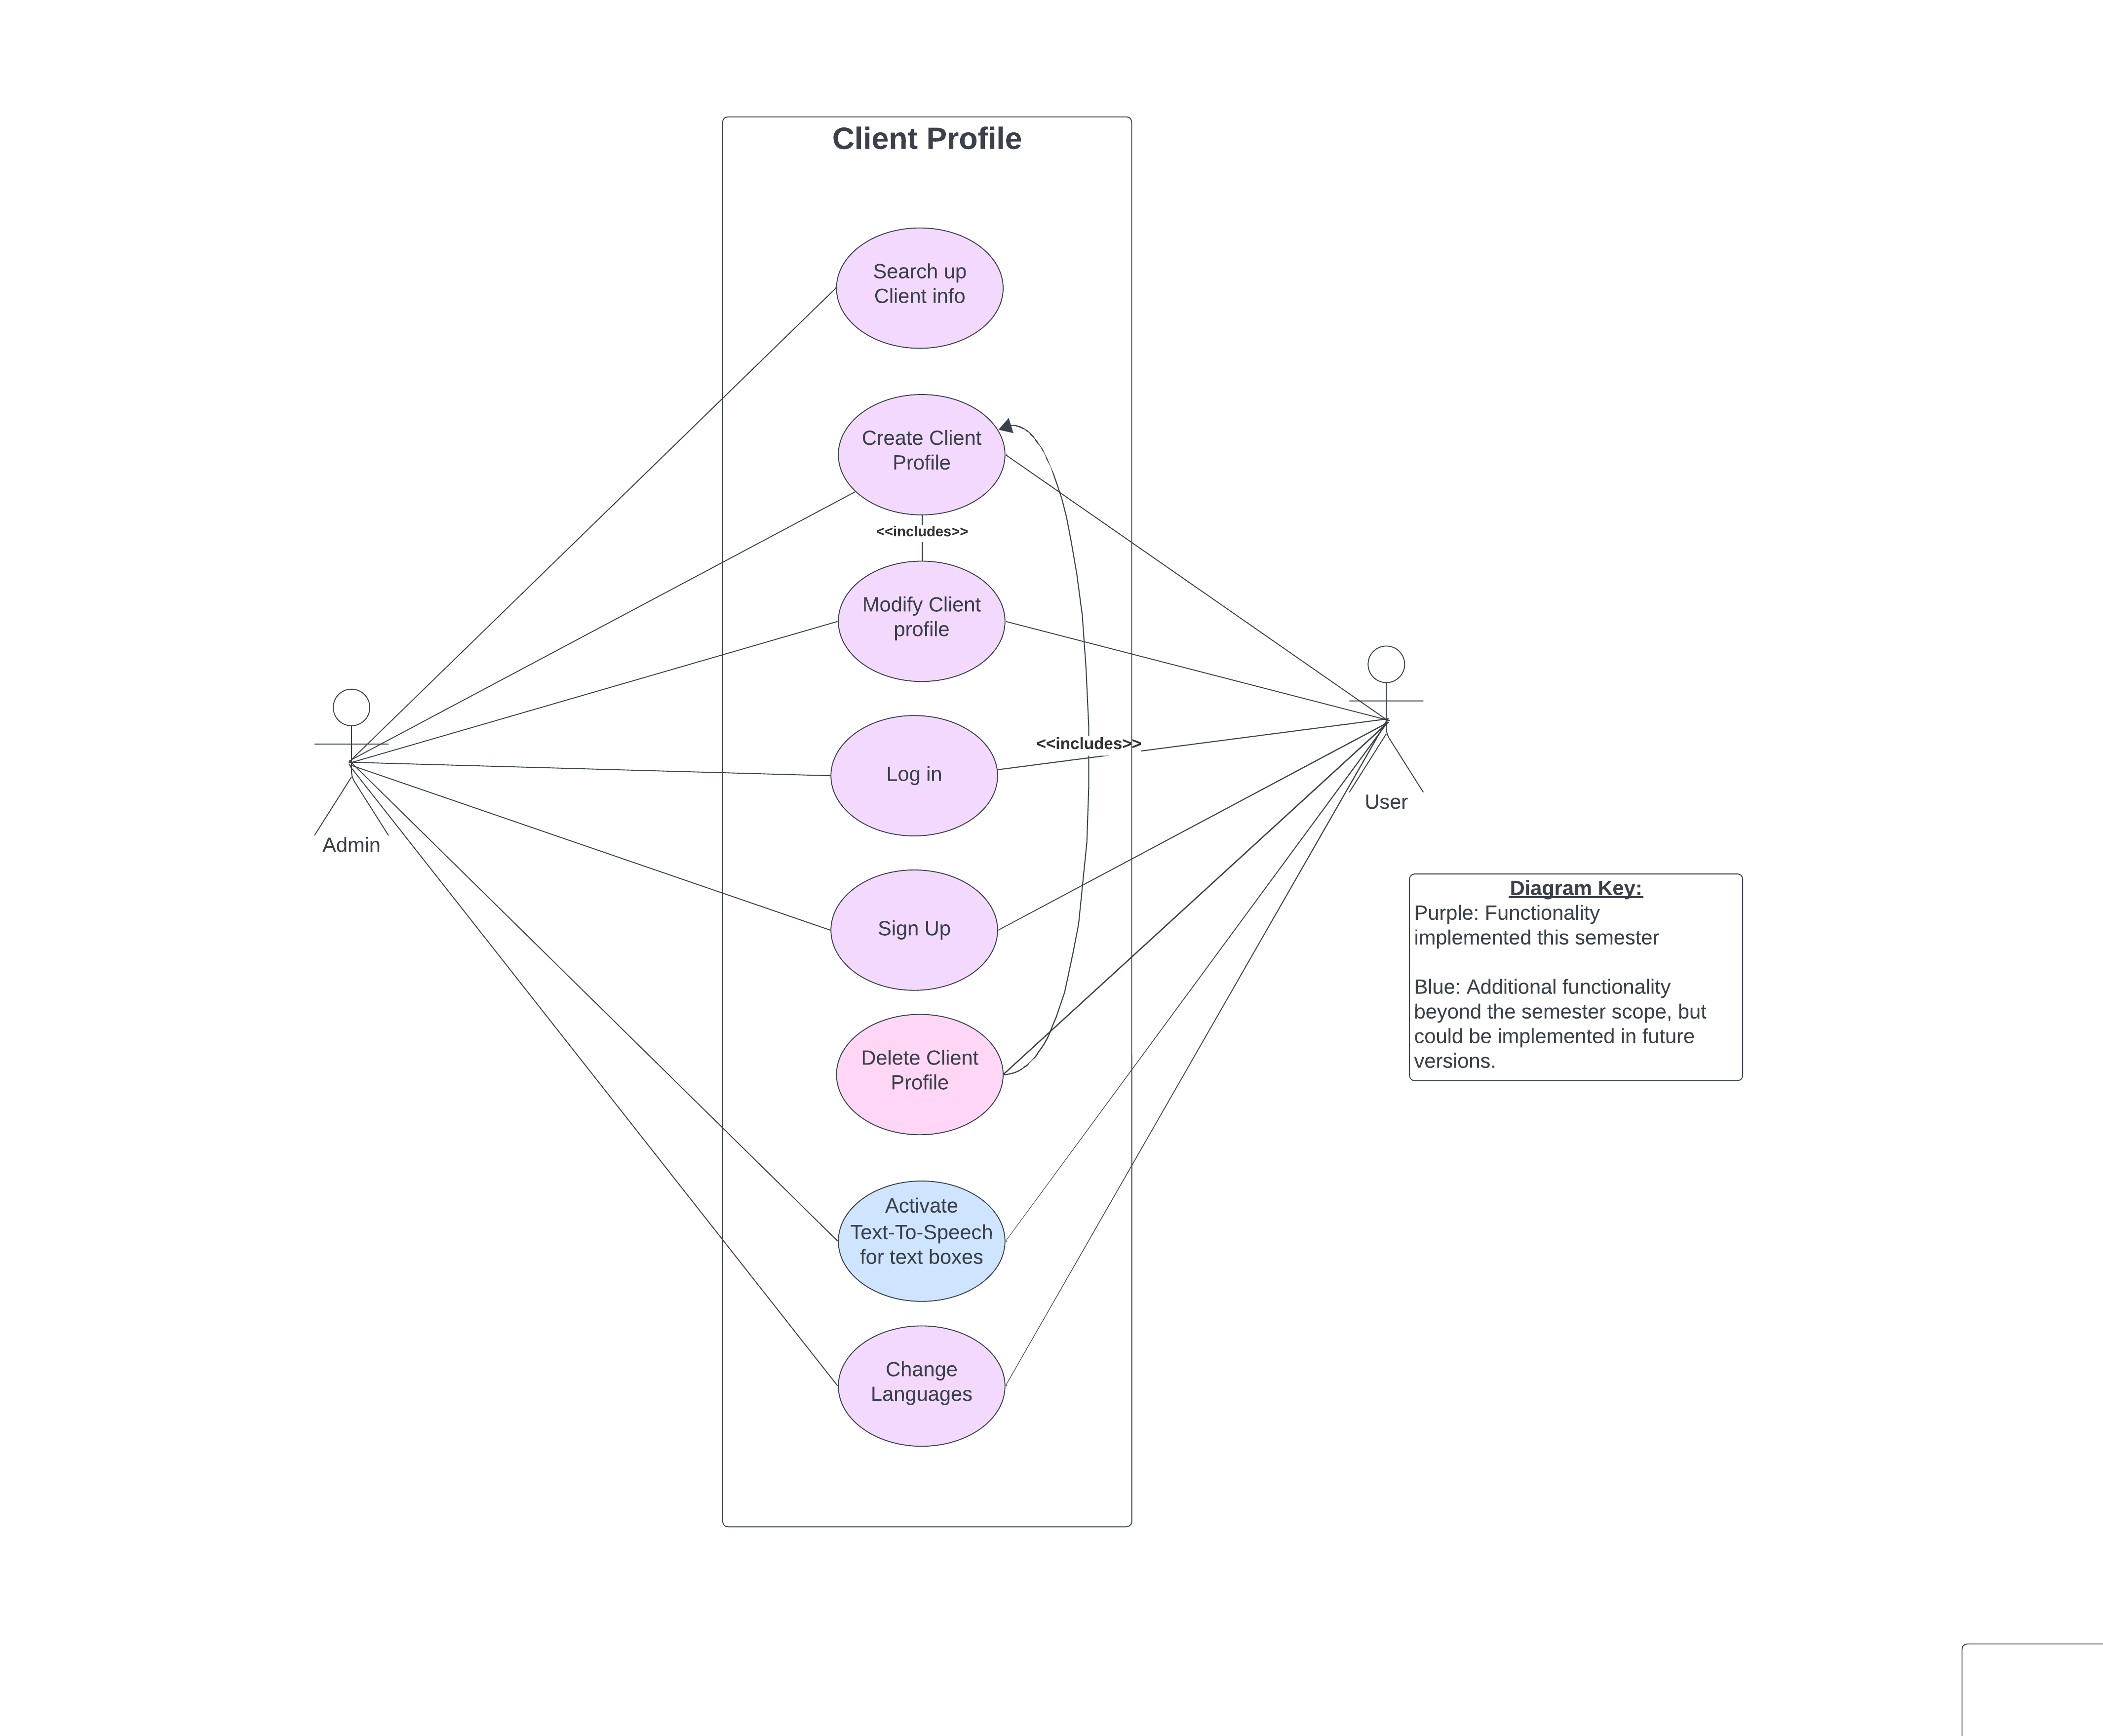 Client Profile
Search up
Client info
Create Client
Profile
<<includes>>
Modify Client
profile
<<includes>>
Log in
User
Admin
Sign Up
Diagram Key:
Purple: Functionality
implemented this semester
Blue: Additional functionality
beyond the semester scope, but
could be implemented in future
versions.
Delete Client
Profile
Activate
Text-To-Speech
for text boxes
Change
Languages